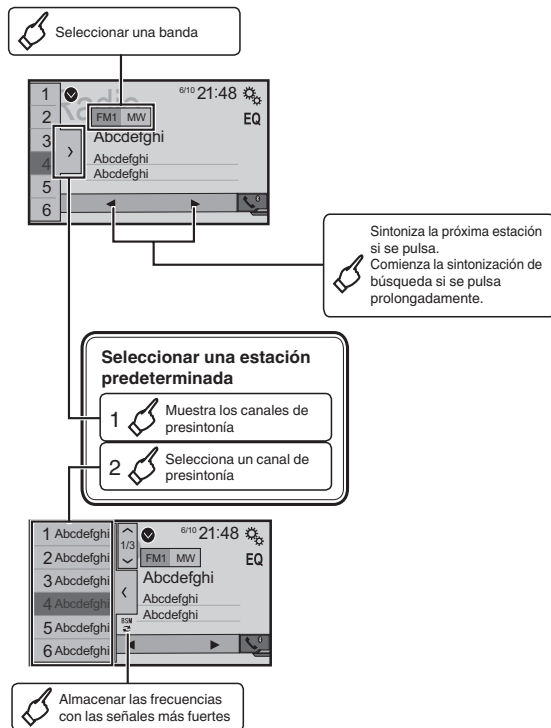 Seleccionar una banda
1
2
3
4
5
6
Radio
6/10 21:48
FM1 MW
EQ
Abcdefghi
Abcdefghi
Abcdefghi
Sintoniza la próxima estación
si se pulsa.
Comienza la sintonización de
búsqueda si se pulsa
prolongadamente.
Seleccionar una estación
predeterminada
1 Muestra los canales de
presintonía
2 Selecciona un canal de
presintonía
1 Abcdefghi
2 Abcdefghi
3 Abcdefghi
4 Abcdefghi
5 Abcdefghi
6 Abcdefghi
1/3
BSM
6/10 21:48
FM1 MW
EQ
Abcdefghi
Abcdefghi
Abcdefghi
Almacenar las frecuencias
con las señales más fuertes